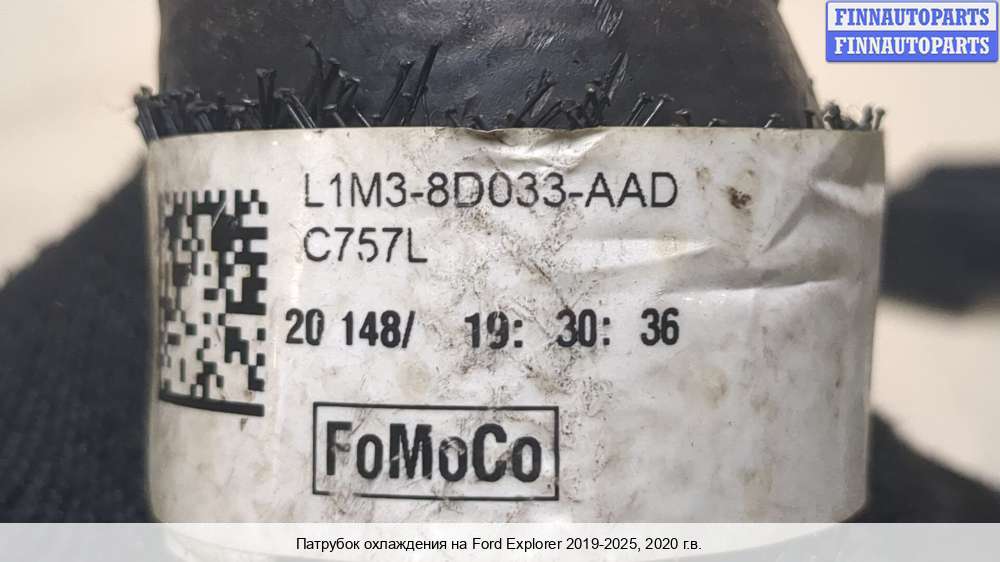 FINNAUTOPARTS
FINNAUTOPARTS
L1M3-8D033-AAD
C757L
20 148/ 19: 30: 36
FoMoCo
Патрубок охлаждения на Ford Explorer 2019-2025, 2020 г.в.